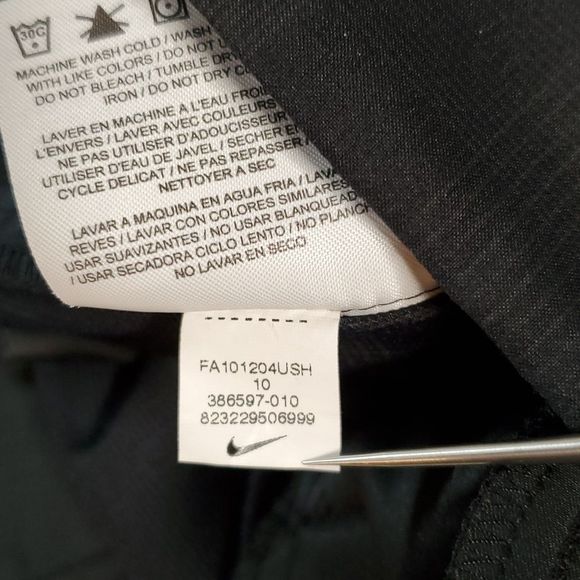 30C
MACHINE WASH COLD / WASH
WITH LIKE COLORS / DO NOT
DO NOT BLEACH / TUMBLE DRY
IRON / DO NOT DRY
LAVER EN MACHINE A L'EAU
L'ENVERS / LAVER AVEC COULEURS
NE PAS UTILISER D'ADOUCISSEUR
UTILISER D'EAU DE JAVEL / SECHER
CYCLE DELICAT / NE PAS REPASSER
NETTOYER A SEC
LAVAR A MAQUINA EN AGUA FRIA / LAVA
REVES / LAVAR CON COLORES SIMILARES
USAR SUAVIZANTES / NO USAR BLANQUEAD
/ USAR SECADORA CICLO LENTO / NO PLANCH
NO LAVAR EN SECO
FA101204USH
10
386597-010
823229506999